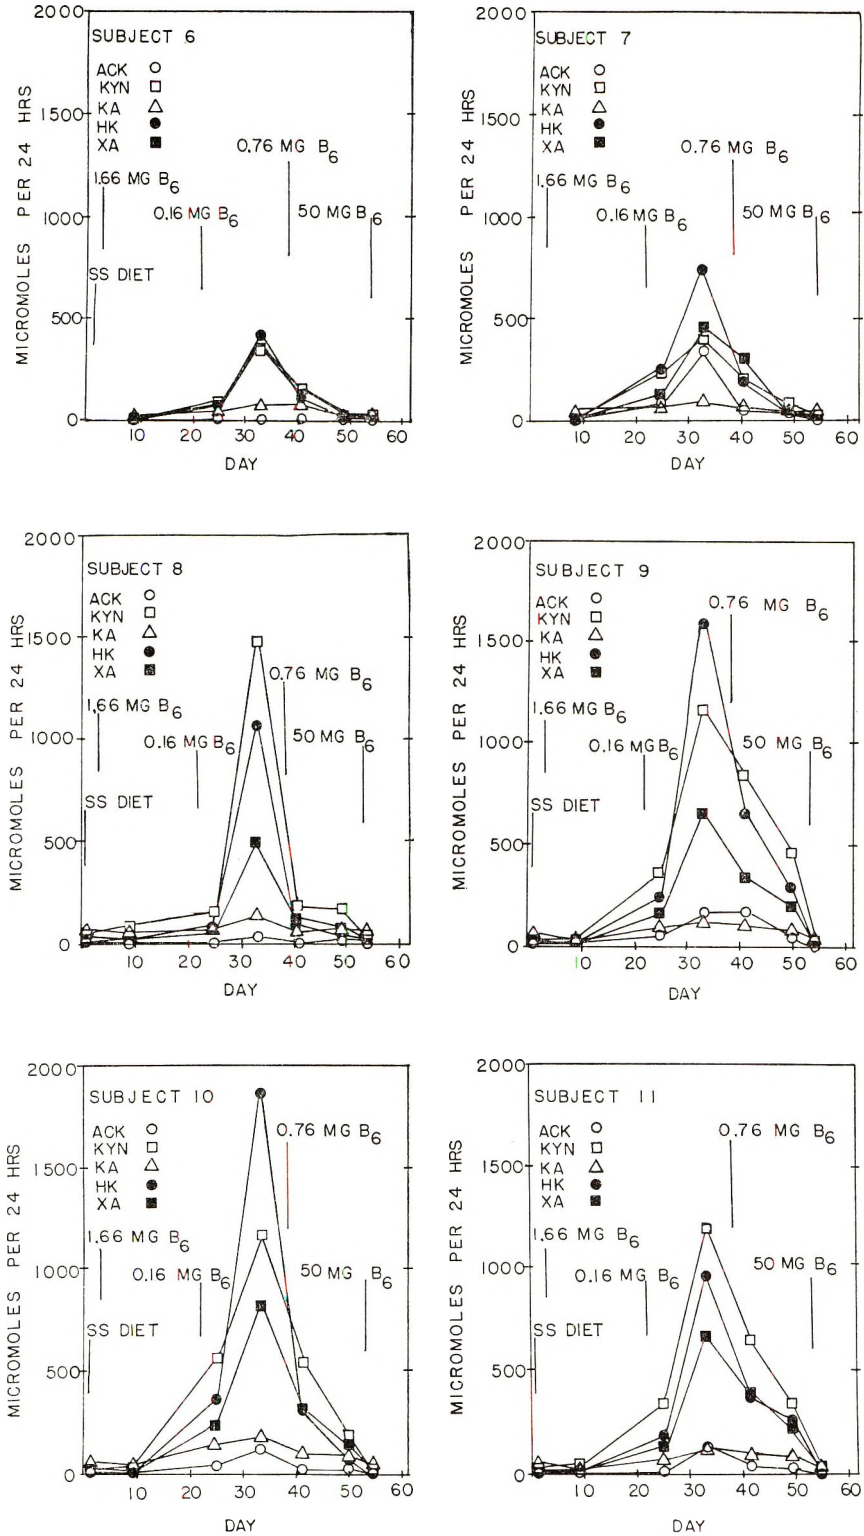 2000
SUBJECT 6
ACK
KYN
KA
HK
XA
1500
0.76 MG B6
1.66 MG B6
0.16 MG B6
50 MG B6
1000
SS DIET
500
0
10 20 30 40 50 60
DAY
MICROMOLES PER 24 HRS
2000
SUBJECT 7
ACK
KYN
KA
HK
XA
1500
0.76 MG B6
1.66 MG B6
0.16 MG B6
50 MG B6
1000
500
0
10 20 30 40 50 60
DAY
MICROMOLES PER 24 HRS
2000
SUBJECT 8
ACK
KYN
KA
HK
XA
1500
0.76 MG B6
1.66 MG B6
0.16 MG B6
50 MG B6
1000
SS DIET
500
0
10 20 30 40 50 60
DAY
MICROMOLES PER 24 HRS
2000
SUBJECT 9
ACK
KYN
KA
HK
XA
0.76 MG B6
1500
1.66 MG B6
0.16 MG B6
50 MG B6
1000
SS DIET
500
0
10 20 30 40 50 60
DAY
MICROMOLES PER 24 HRS
2000
SUBJECT 10
ACK
KYN
KA
HK
XA
0.76 MG B6
1500
1.66 MG B6
0.16 MG B6
50 MG B6
1000
SS DIET
500
0
10 20 30 40 50 60
DAY
MICROMOLES PER 24 HRS
2000
SUBJECT 11
ACK
KYN
KA
HK
XA
0.76 MG B6
1500
1.66 MG B6
0.16 MG B6
50 MG B6
1000
SS DIET
500
0
10 20 30 40 50 60
DAY
MICROMOLES PER 24 HRS